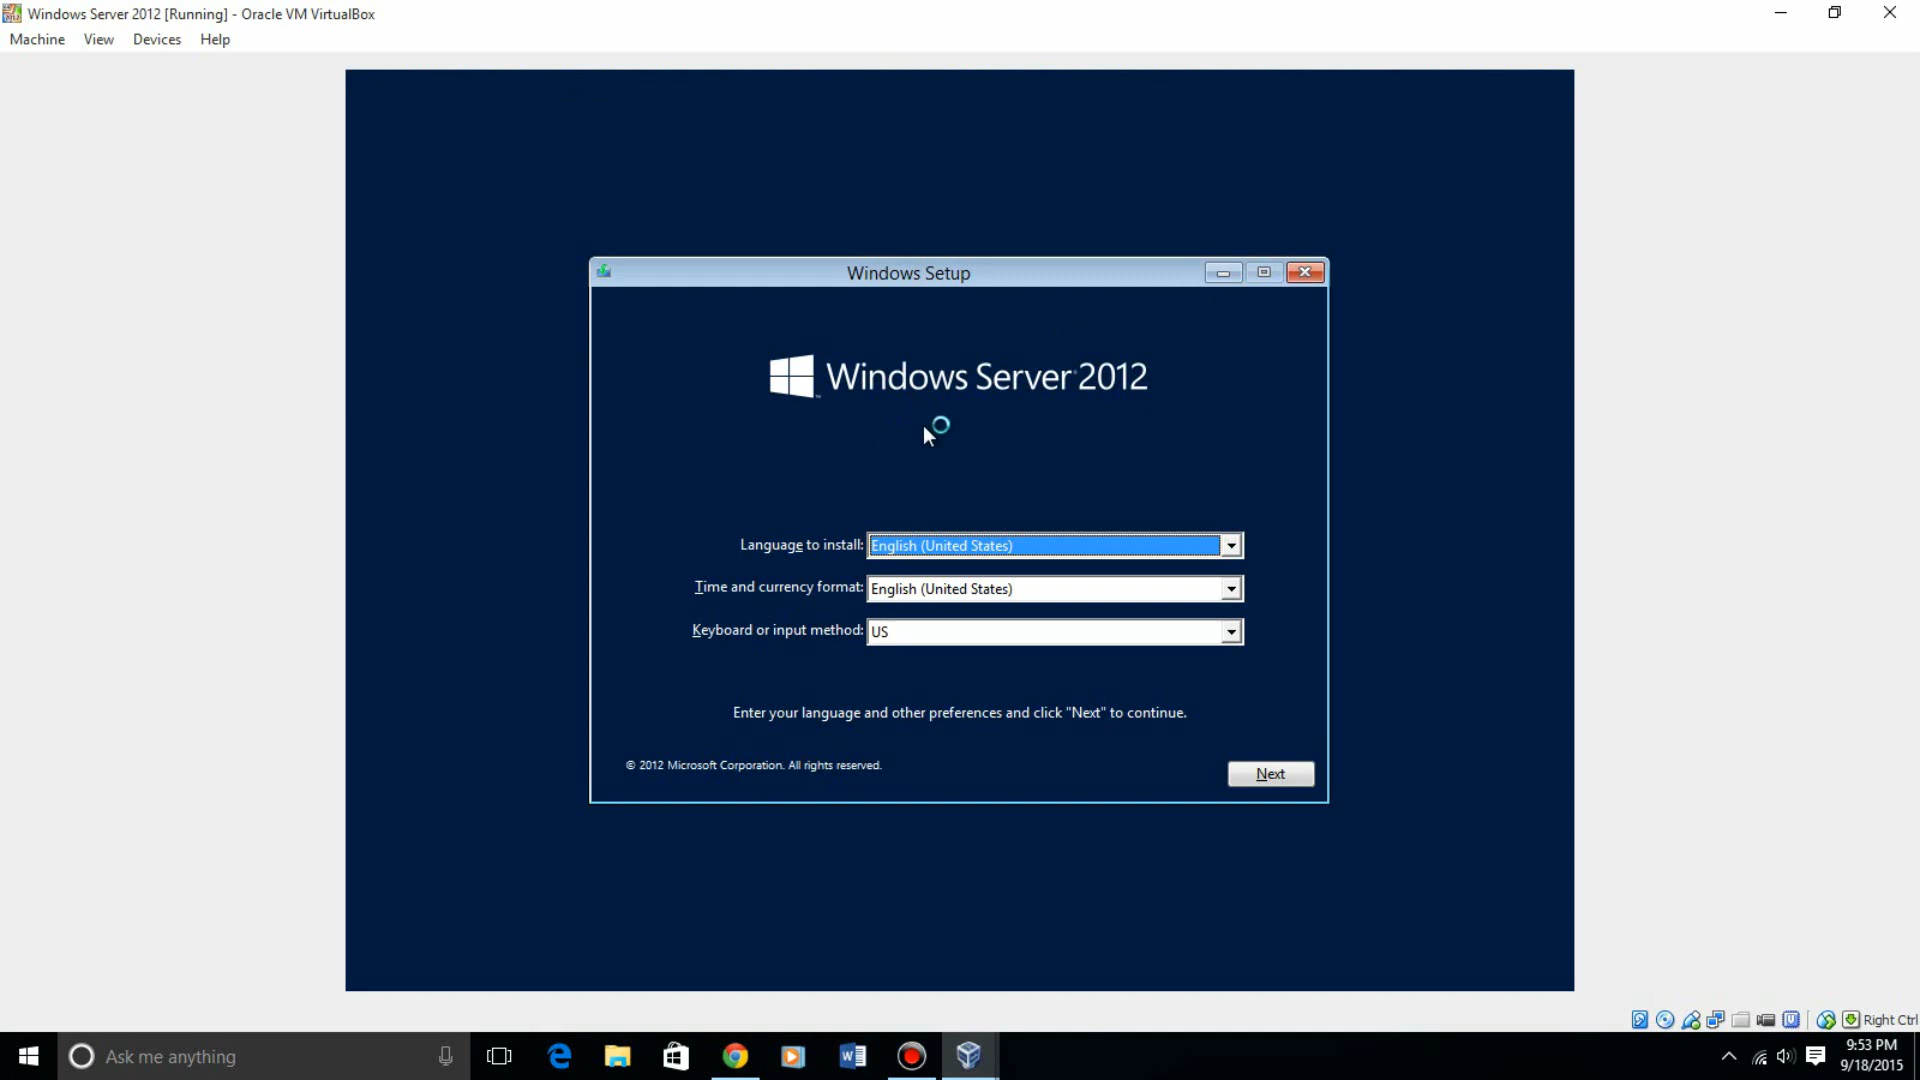 Windows Server 2012 [Running] - Oracle VM VirtualBox
Machine View Devices Help
Windows Setup
Windows Server 2012
Language to install: English (United States)
Time and currency format: English (United States)
Keyboard or input method: US
Enter your language and other preferences and click "Next" to continue.
© 2012 Microsoft Corporation. All rights reserved.
Next
Right Ctrl
Ask me anything
9:53 PM
9/18/2015